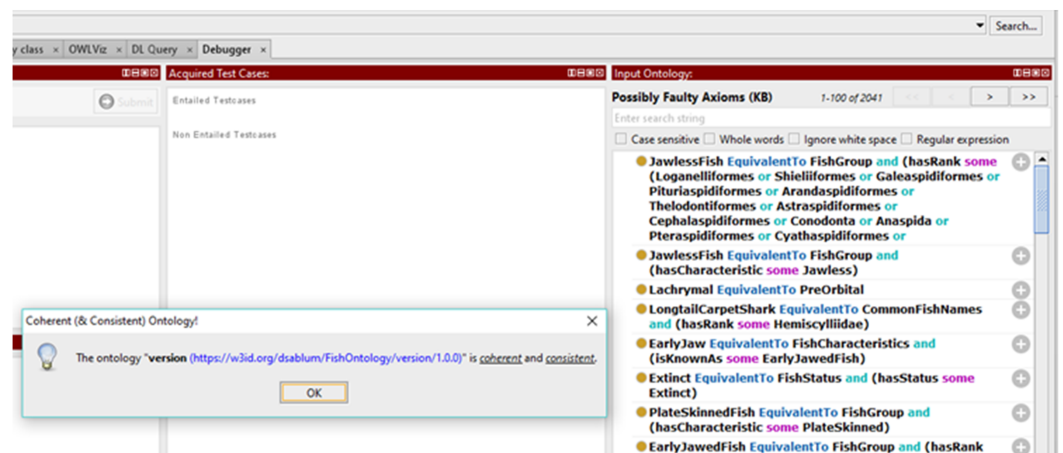 Search...
y class × OWLViz × DL Query × Debugger ×
Submit
Acquired Test Cases:
Entailed Testcases
Non Entailed Testcases
Input Ontology:
Possibly Faulty Axioms (KB) 1-100 of 2041 << < > >>
Enter search string
Case sensitive Whole words Ignore white space Regular expression
JawlessFish EquivalentTo FishGroup and (hasRank some
(Loganelliformes or Shieliiformes or Galeaspidiformes or
Pituriaspidiformes or Arandaspidiformes or
Thelodontiformes or Astraspidiformes or
Cephalaspidiformes or Conodonta or Anaspida or
Pteraspidiformes or Cyathaspidiformes or
JawlessFish EquivalentTo FishGroup and
(hasCharacteristic some Jawless)
Lachrymal EquivalentTo PreOrbital
LongtailCarpetShark EquivalentTo CommonFishNames
and (hasRank some Hemiscylliidae)
EarlyJaw EquivalentTo FishCharacteristics and
(isKnownAs some EarlyJawedFish)
Extinct EquivalentTo FishStatus and (hasStatus some
Extinct)
PlateSkinnedFish EquivalentTo FishGroup and
(hasCharacteristic some PlateSkinned)
EarlyJawedFish EquivalentTo FishGroup and (hasRank
Coherent (& Consistent) Ontology!
The ontology "version (https://w3id.org/dsablum/FishOntology/version/1.0.0)" is coherent and consistent.
OK